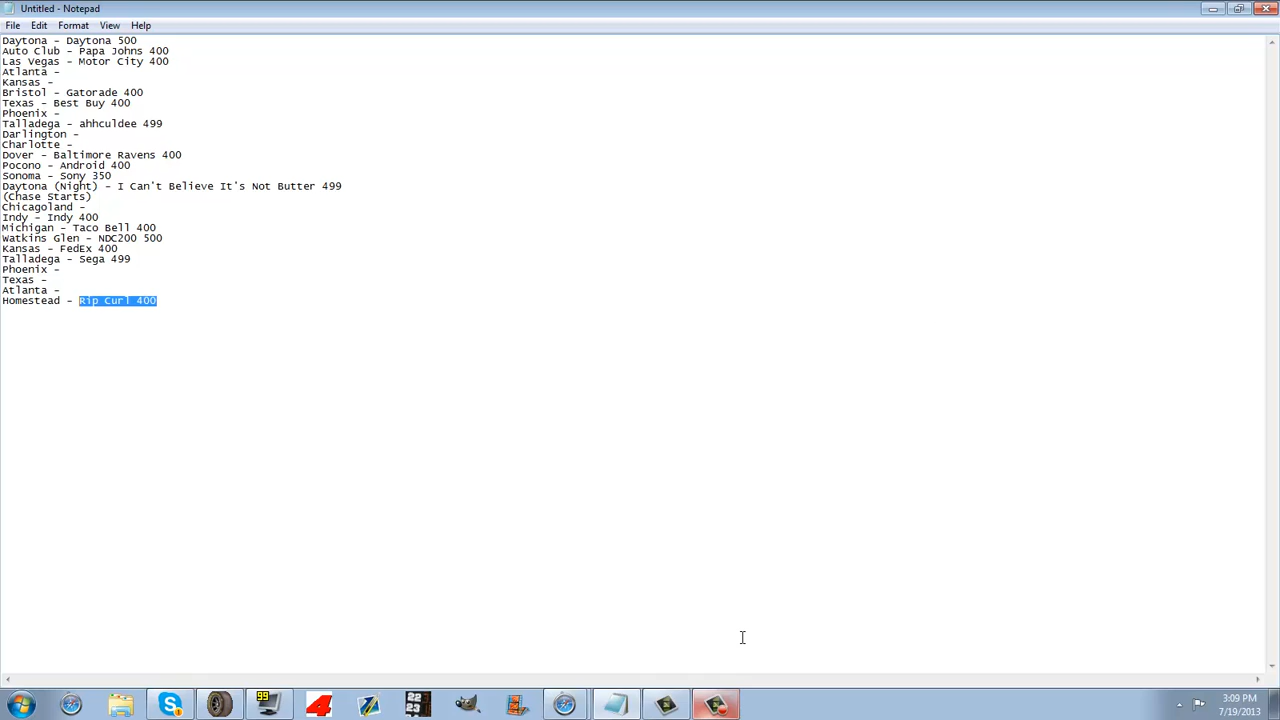 Untitled - Notepad
File Edit Format View Help
Daytona - Daytona 500
Auto Club - Papa Johns 400
Las Vegas - Motor City 400
Atlanta -
Kansas -
Bristol - Gatorade 400
Texas - Best Buy 400
Phoenix -
Talladega - ahhculdee 499
Darlington -
Charlotte -
Dover - Baltimore Ravens 400
Pocono - Android 400
Sonoma - Sony 350
Daytona (Night) - I Can't Believe It's Not Butter 499
(Chase Starts)
Chicagoland -
Indy - Indy 400
Michigan - Taco Bell 400
Watkins Glen - NDC200 500
Kansas - FedEx 400
Talladega - Sega 499
Phoenix -
Texas -
Atlanta -
Homestead - Rip Curl 400
99
4
22
23
3:09 PM
7/19/2013